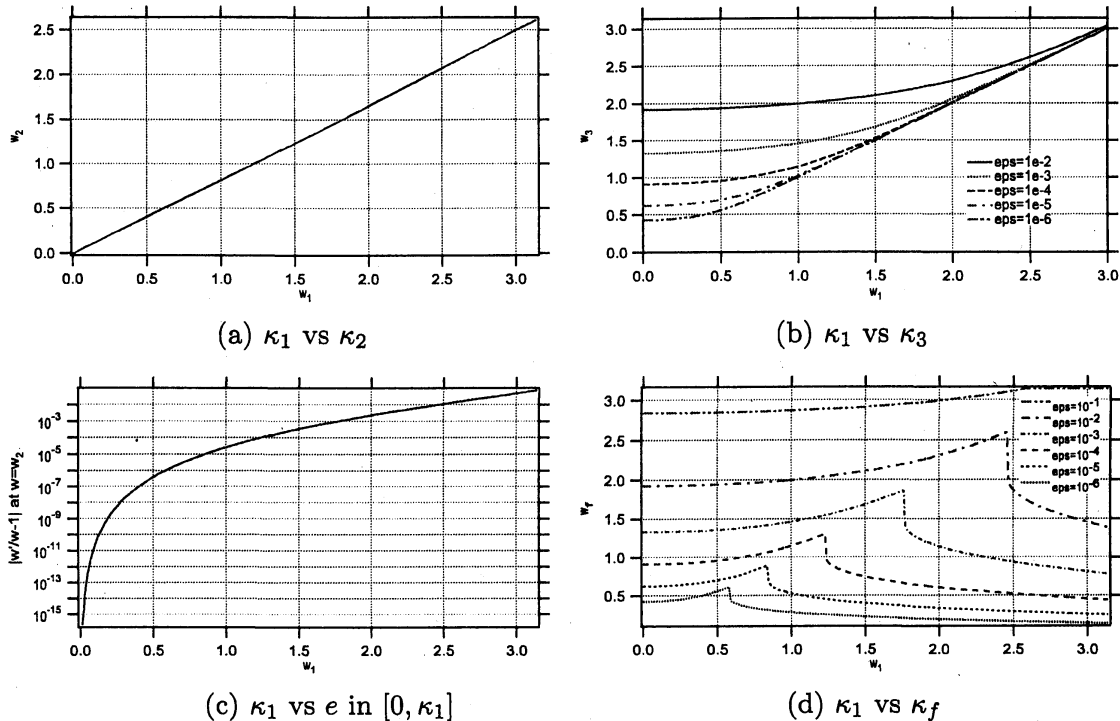 2.5
2.0
1.5
1.0
0.5
0.0
w2
0.0 0.5 1.0 1.5 2.0 2.5 3.0
w1
(a) κ1 vs κ2
3.0
2.5
2.0
1.5
1.0
0.5
0.0
w3
eps=1e-2
eps=1e-3
eps=1e-4
eps=1e-5
eps=1e-6
0.0 0.5 1.0 1.5 2.0 2.5 3.0
w1
(b) κ1 vs κ3
10-3
10-5
10-7
10-9
10-11
10-13
10-15
|w'/w-1| at w=w2
0.0 0.5 1.0 1.5 2.0 2.5 3.0
w1
(c) κ1 vs e in [0, κ1]
3.0
2.5
2.0
1.5
1.0
0.5
wf
eps=10-1
eps=10-2
eps=10-3
eps=10-4
eps=10-5
eps=10-6
0.0 0.5 1.0 1.5 2.0 2.5 3.0
w1
(d) κ1 vs κf